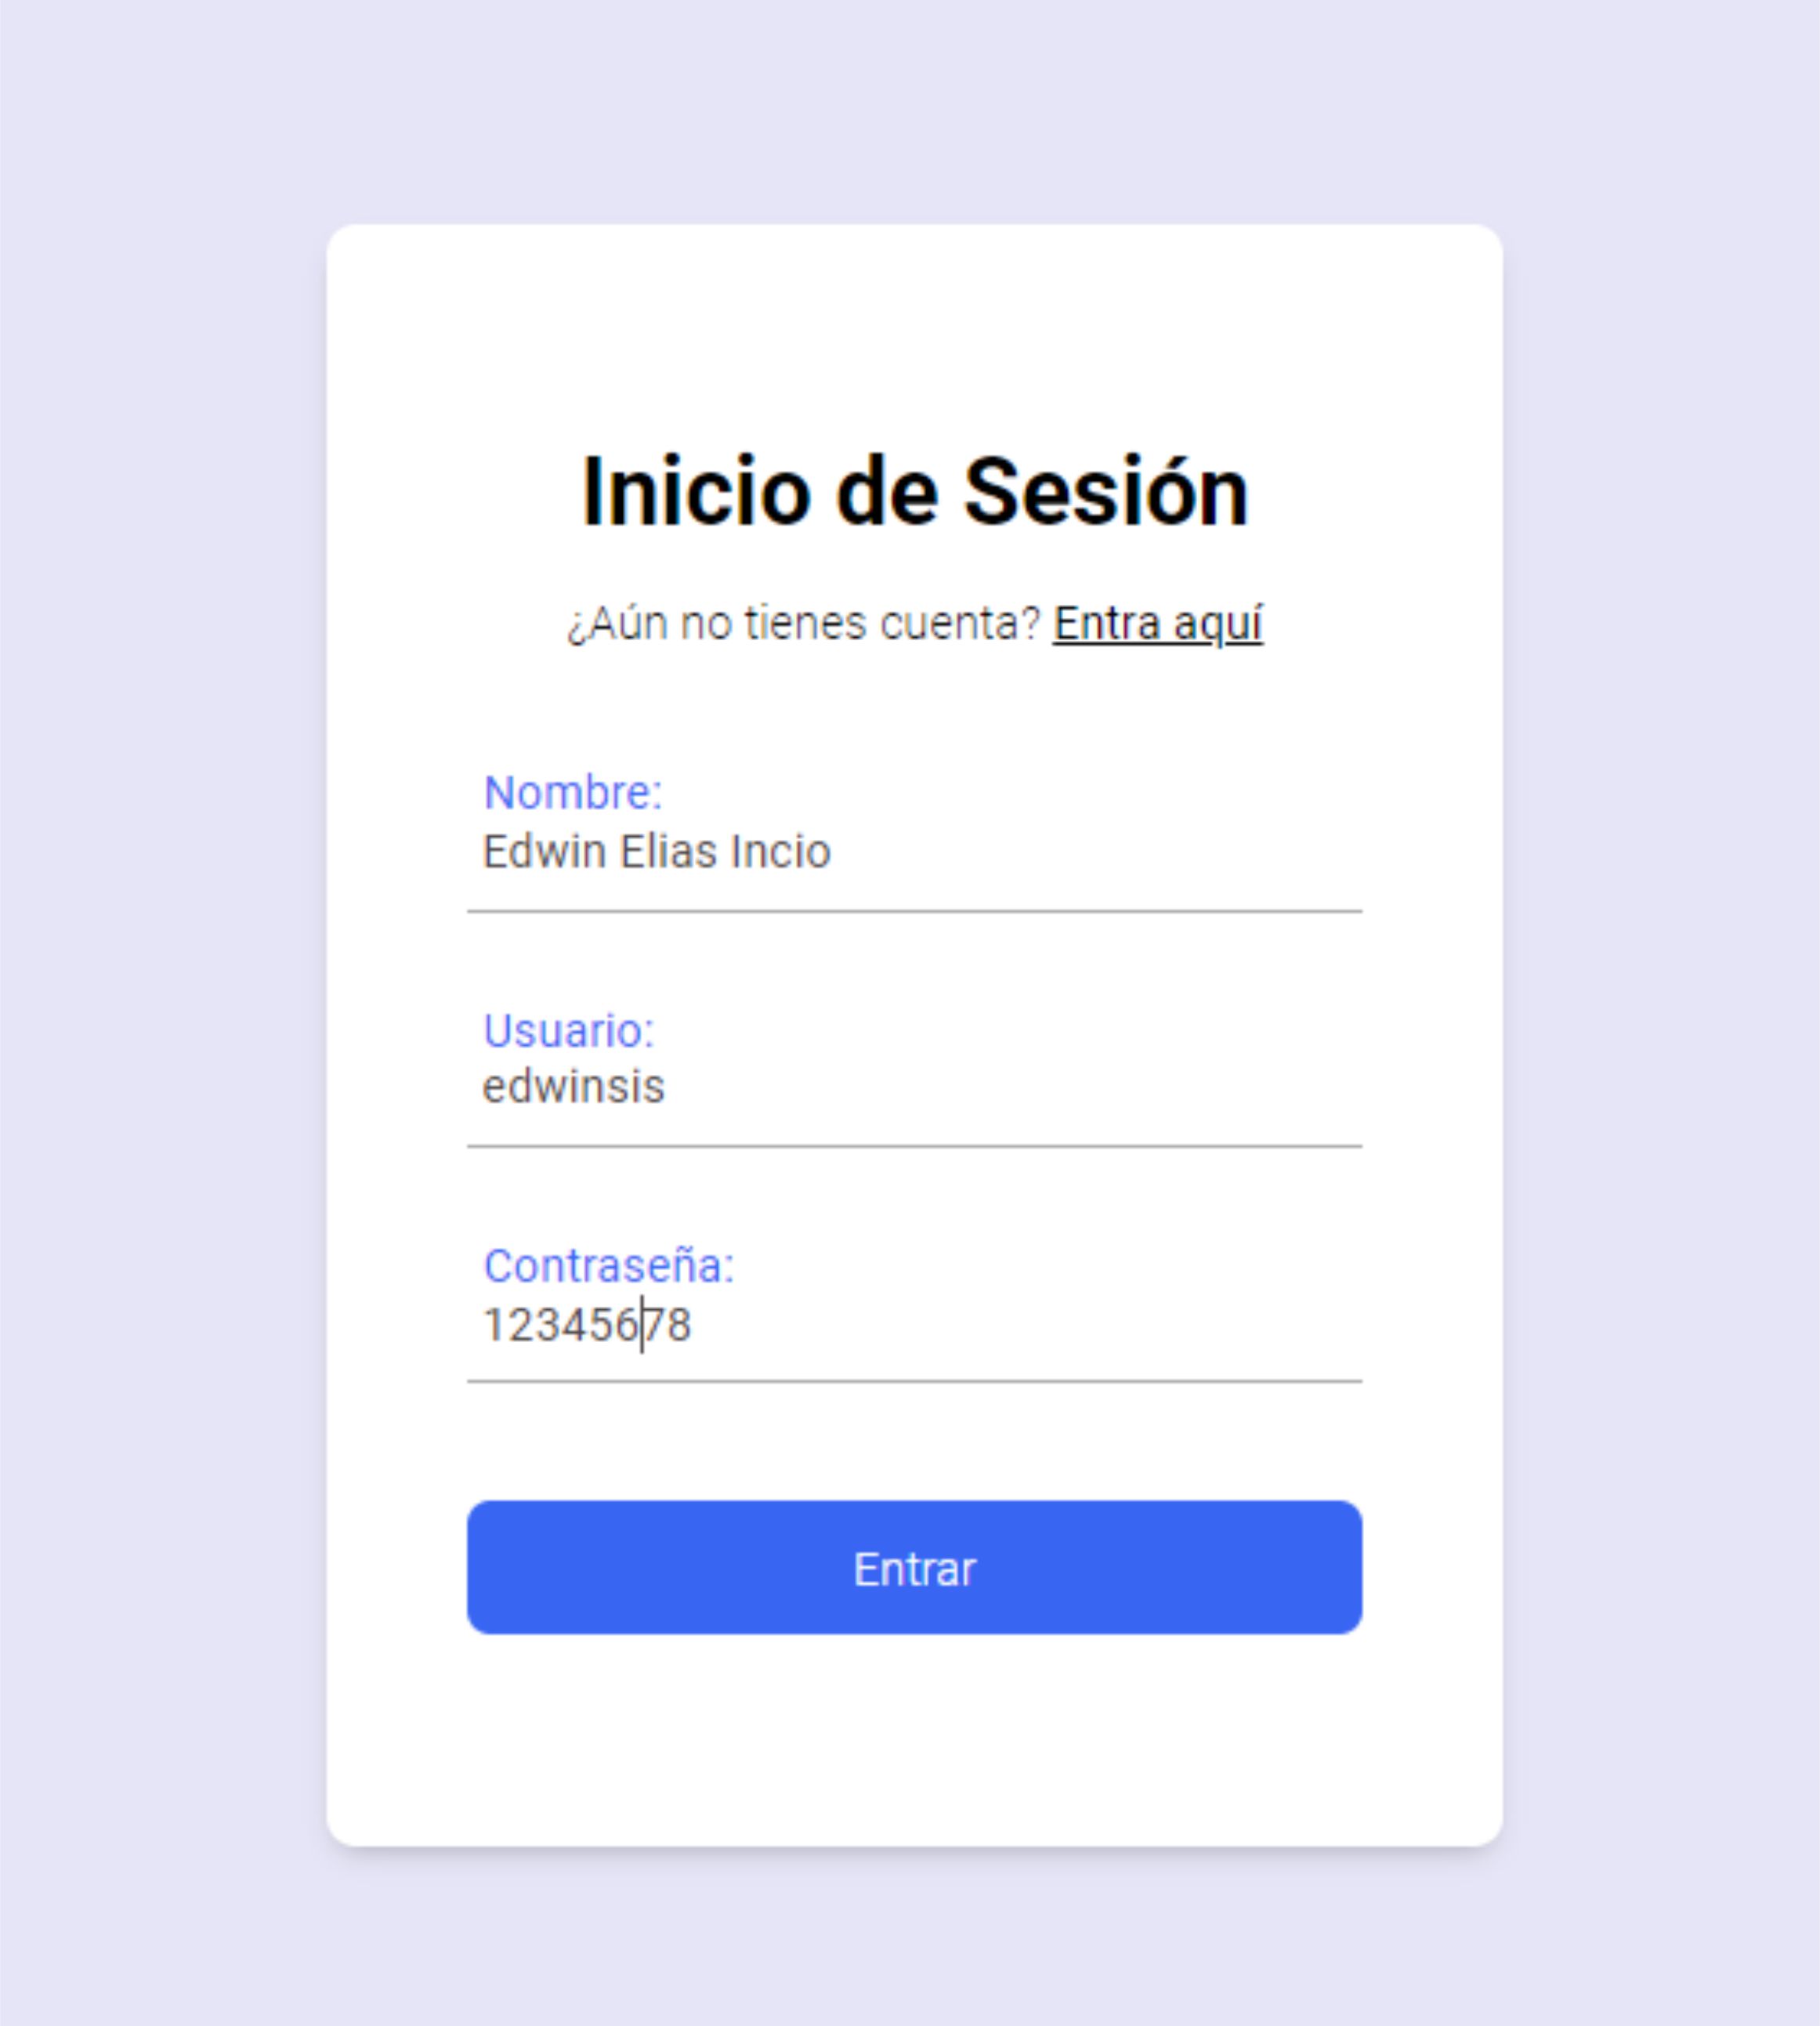 Inicio de Sesión
¿Aún no tienes cuenta? Entra aquí
Nombre:
Edwin Elias Incio
Usuario:
edwinsis
Contraseña:
12345678
Entrar